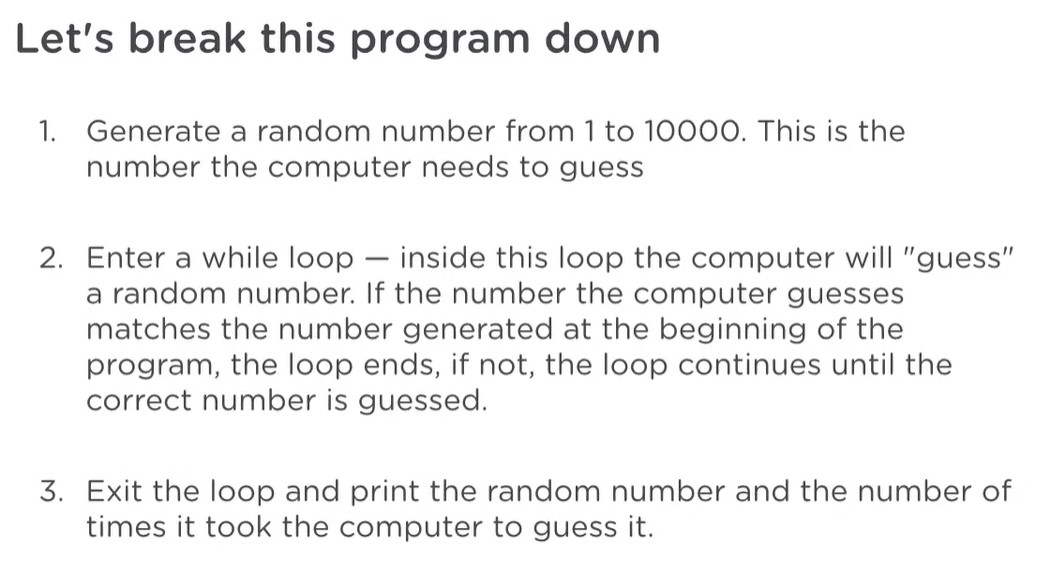 Let's break this program down
1. Generate a random number from 1 to 10000. This is the
number the computer needs to guess
2. Enter a while loop — inside this loop the computer will "guess"
a random number. If the number the computer guesses
matches the number generated at the beginning of the
program, the loop ends, if not, the loop continues until the
correct number is guessed.
3. Exit the loop and print the random number and the number of
times it took the computer to guess it.